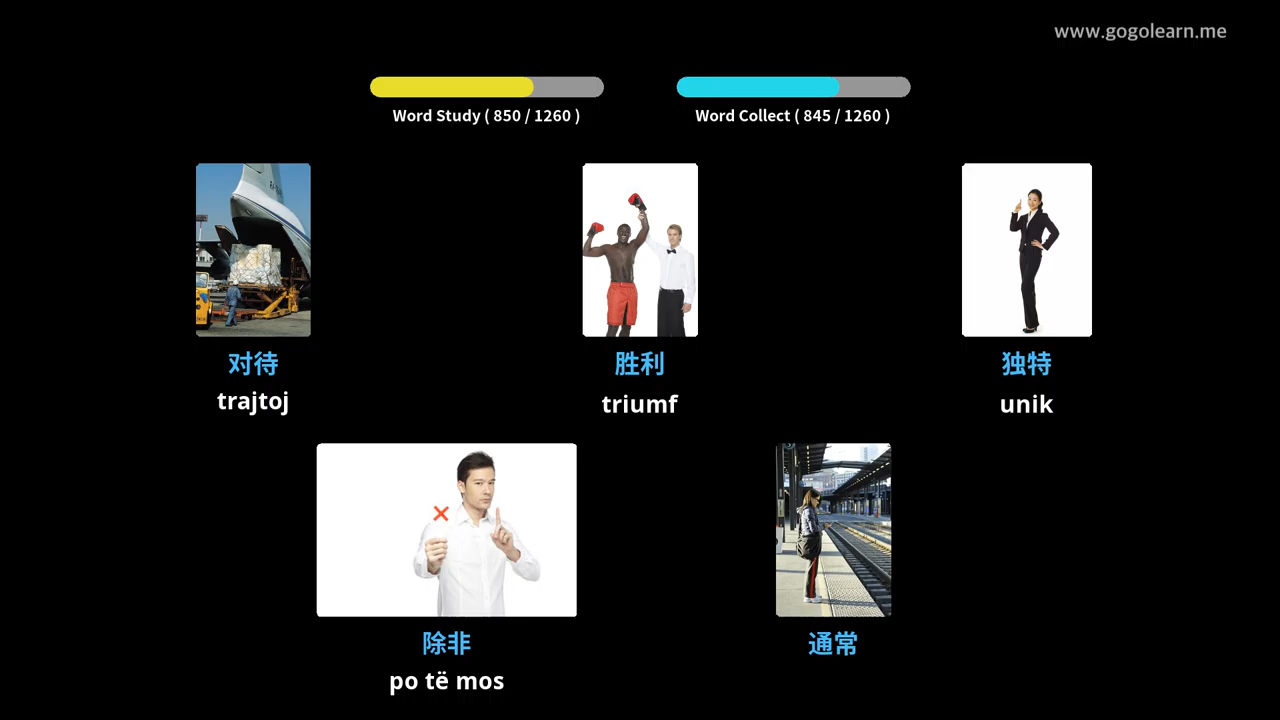 www.gogolearn.me
Word Study ( 850 / 1260 )
Word Collect ( 845 / 1260 )
对待
trajtoj
胜利
triumf
独特
unik
除非
po të mos
通常